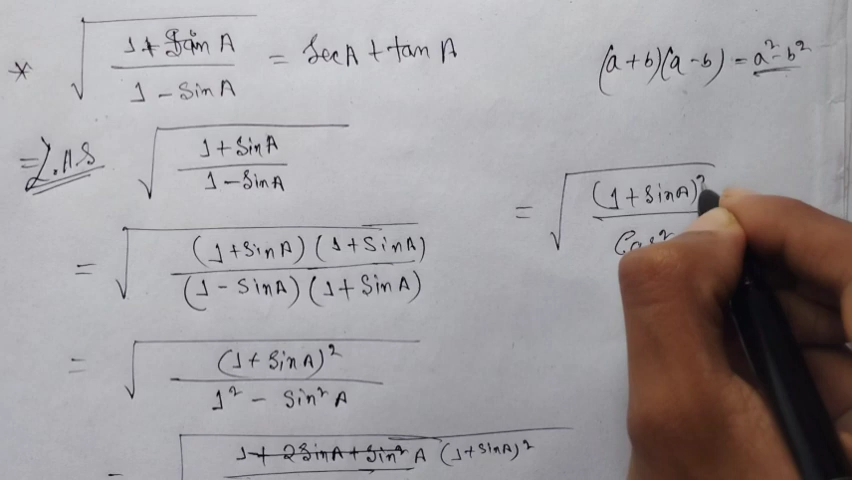 * √(1 + Sin A / 1 - Sin A) = Sec A + tan A
(a+b)(a-b) = a²-b²
= L.H.S √(1 + Sin A / 1 - Sin A)
= √((1+Sin A)(1+Sin A) / (1-Sin A)(1+Sin A))
= √((1+Sin A)² / 1² - Sin² A)
= √(1+2Sin A+Sin² A (1+Sin A)²
= √((1+Sin A)² / Cos²